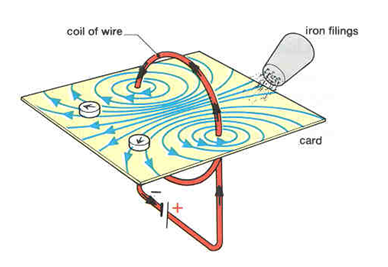 coil of wire
iron filings
card
− +